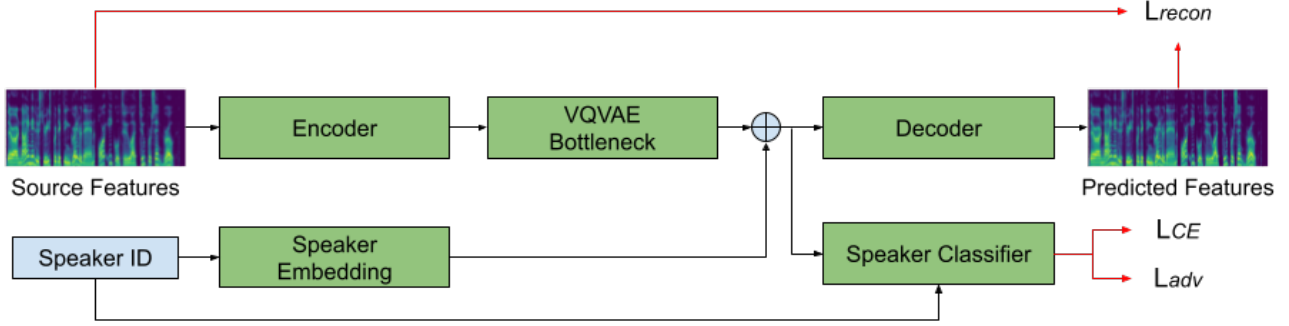 Lrecon
Encoder
VQVAE
Bottleneck
Decoder
Source Features
Predicted Features
Speaker ID
Speaker
Embedding
Speaker Classifier
LCE
Ladv